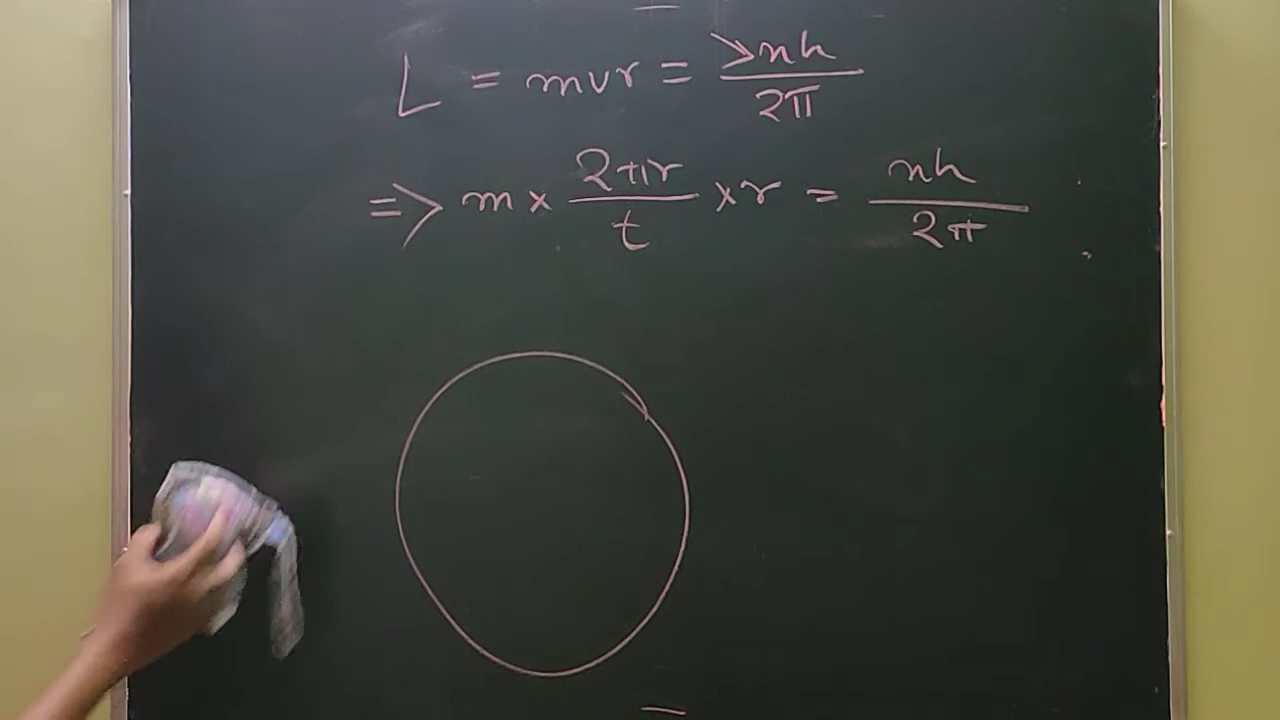 L = mvr = nh/2π
=> m × 2πr/t × r = nh/2π